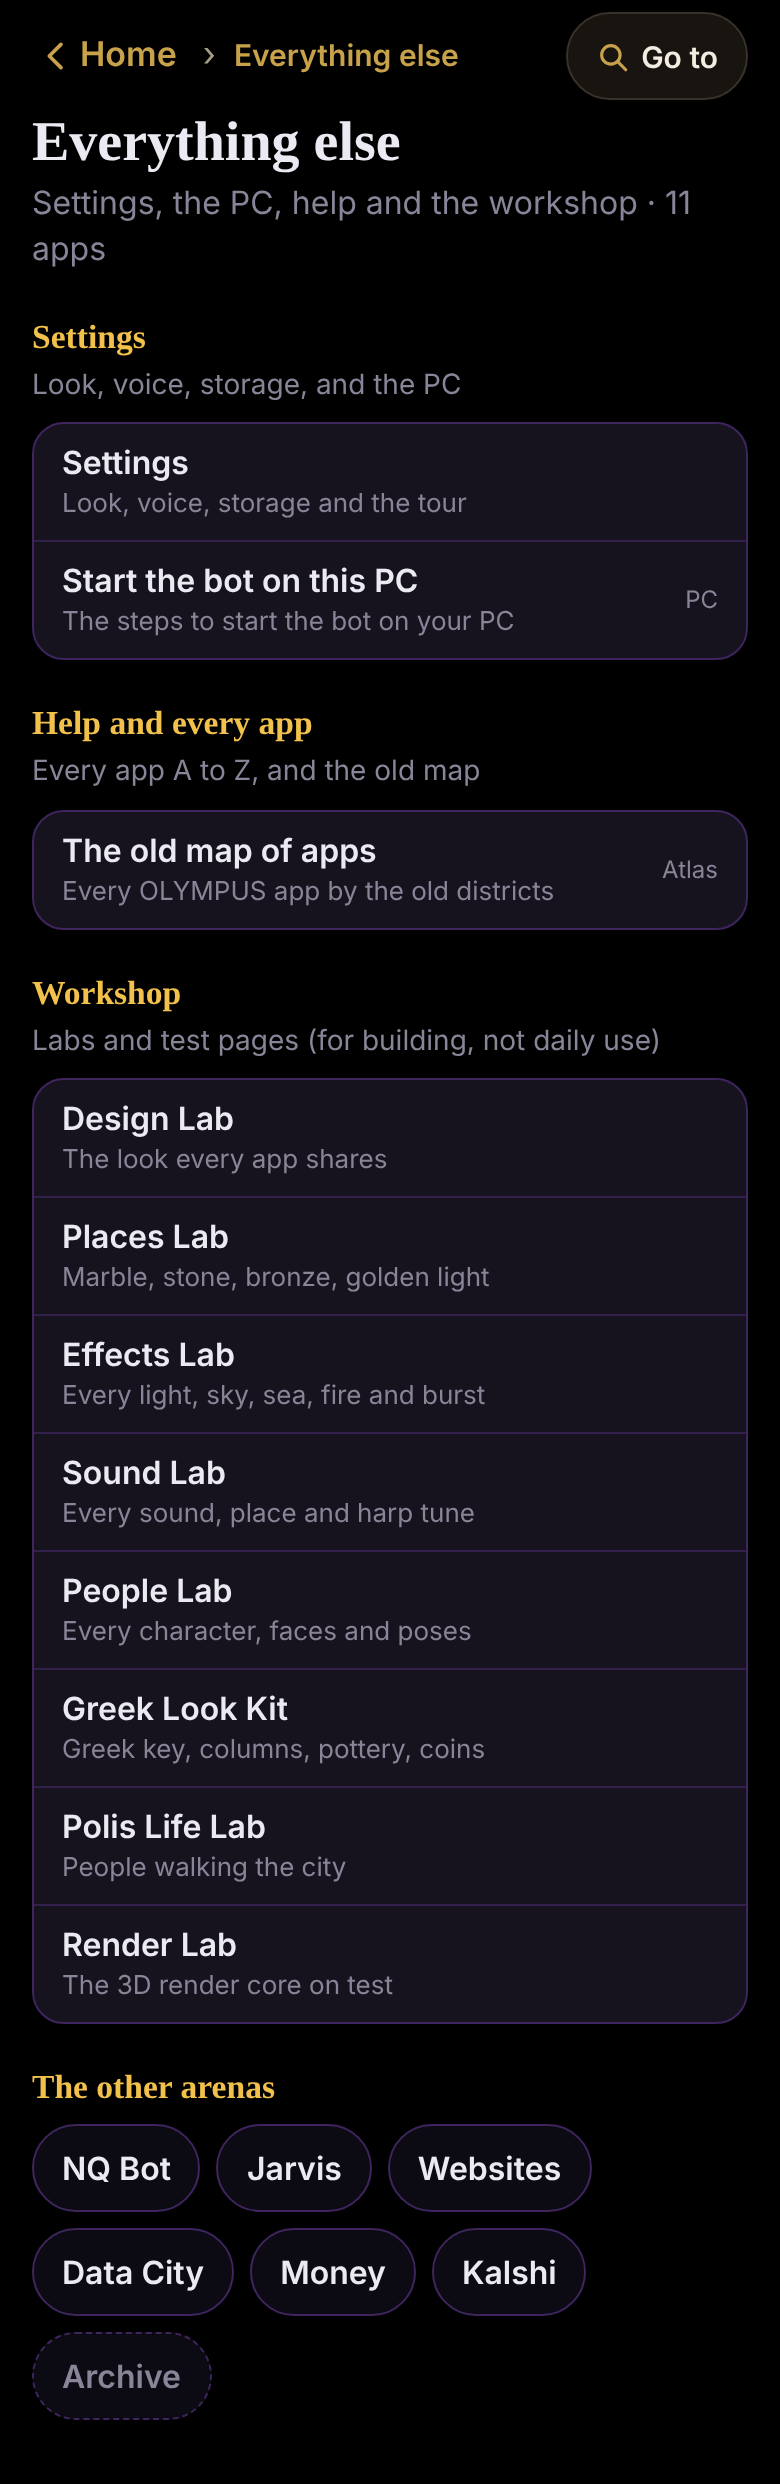 Home › Everything else
Go to
Everything else
Settings, the PC, help and the workshop · 11
apps
Settings
Look, voice, storage, and the PC
Settings
Look, voice, storage and the tour
Start the bot on this PC
The steps to start the bot on your PC
PC
Help and every app
Every app A to Z, and the old map
The old map of apps
Every OLYMPUS app by the old districts
Atlas
Workshop
Labs and test pages (for building, not daily use)
Design Lab
The look every app shares
Places Lab
Marble, stone, bronze, golden light
Effects Lab
Every light, sky, sea, fire and burst
Sound Lab
Every sound, place and harp tune
People Lab
Every character, faces and poses
Greek Look Kit
Greek key, columns, pottery, coins
Polis Life Lab
People walking the city
Render Lab
The 3D render core on test
The other arenas
NQ Bot
Jarvis
Websites
Data City
Money
Kalshi
Archive